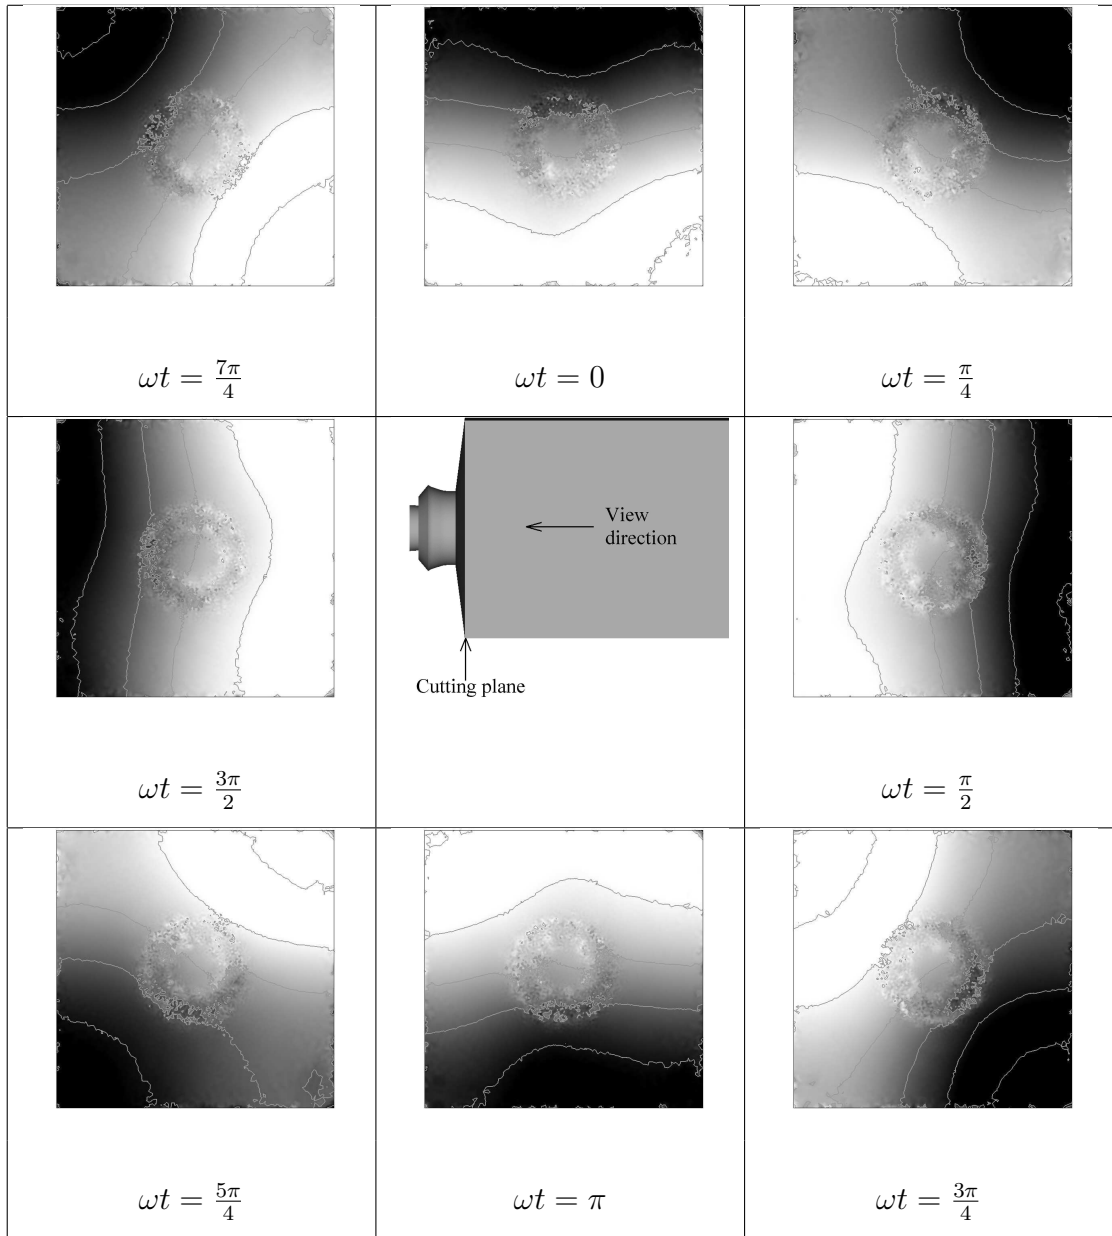 ωt = 7π/4
ωt = 0
ωt = π/4
View
direction
Cutting plane
ωt = 3π/2
ωt = π/2
ωt = 5π/4
ωt = π
ωt = 3π/4